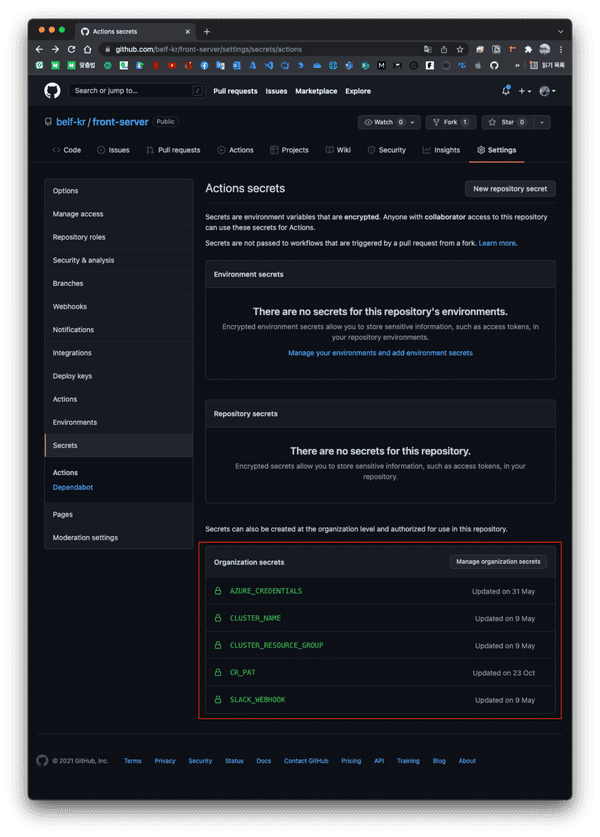 Actions secrets
github.com/belf-kr/front-server/settings/secrets/actions
맞춤법
읽기 목록
Search or jump to...
/
Pull requests
Issues
Marketplace
Explore
belf-kr / front-server
Public
Watch 0
Fork 1
Star 0
Code
Issues
Pull requests
Actions
Projects
Wiki
Security
Insights
Settings
Options
Manage access
Repository roles
Security & analysis
Branches
Webhooks
Notifications
Integrations
Deploy keys
Actions
Environments
Secrets
Actions
Dependabot
Pages
Moderation settings
Actions secrets
New repository secret
Secrets are environment variables that are encrypted. Anyone with collaborator access to this repository
can use these secrets for Actions.
Secrets are not passed to workflows that are triggered by a pull request from a fork. Learn more.
Environment secrets
There are no secrets for this repository's environments.
Encrypted environment secrets allow you to store sensitive information, such as access tokens, in
your repository environments.
Manage your environments and add environment secrets
Repository secrets
There are no secrets for this repository.
Encrypted secrets allow you to store sensitive information, such as access tokens, in your
repository.
Secrets can also be created at the organization level and authorized for use in this repository.
Organization secrets
Manage organization secrets
AZURE_CREDENTIALS
Updated on 31 May
CLUSTER_NAME
Updated on 9 May
CLUSTER_RESOURCE_GROUP
Updated on 9 May
CR_PAT
Updated on 23 Oct
SLACK_WEBHOOK
Updated on 9 May
© 2021 GitHub, Inc.
Terms
Privacy
Security
Status
Docs
Contact GitHub
Pricing
API
Training
Blog
About